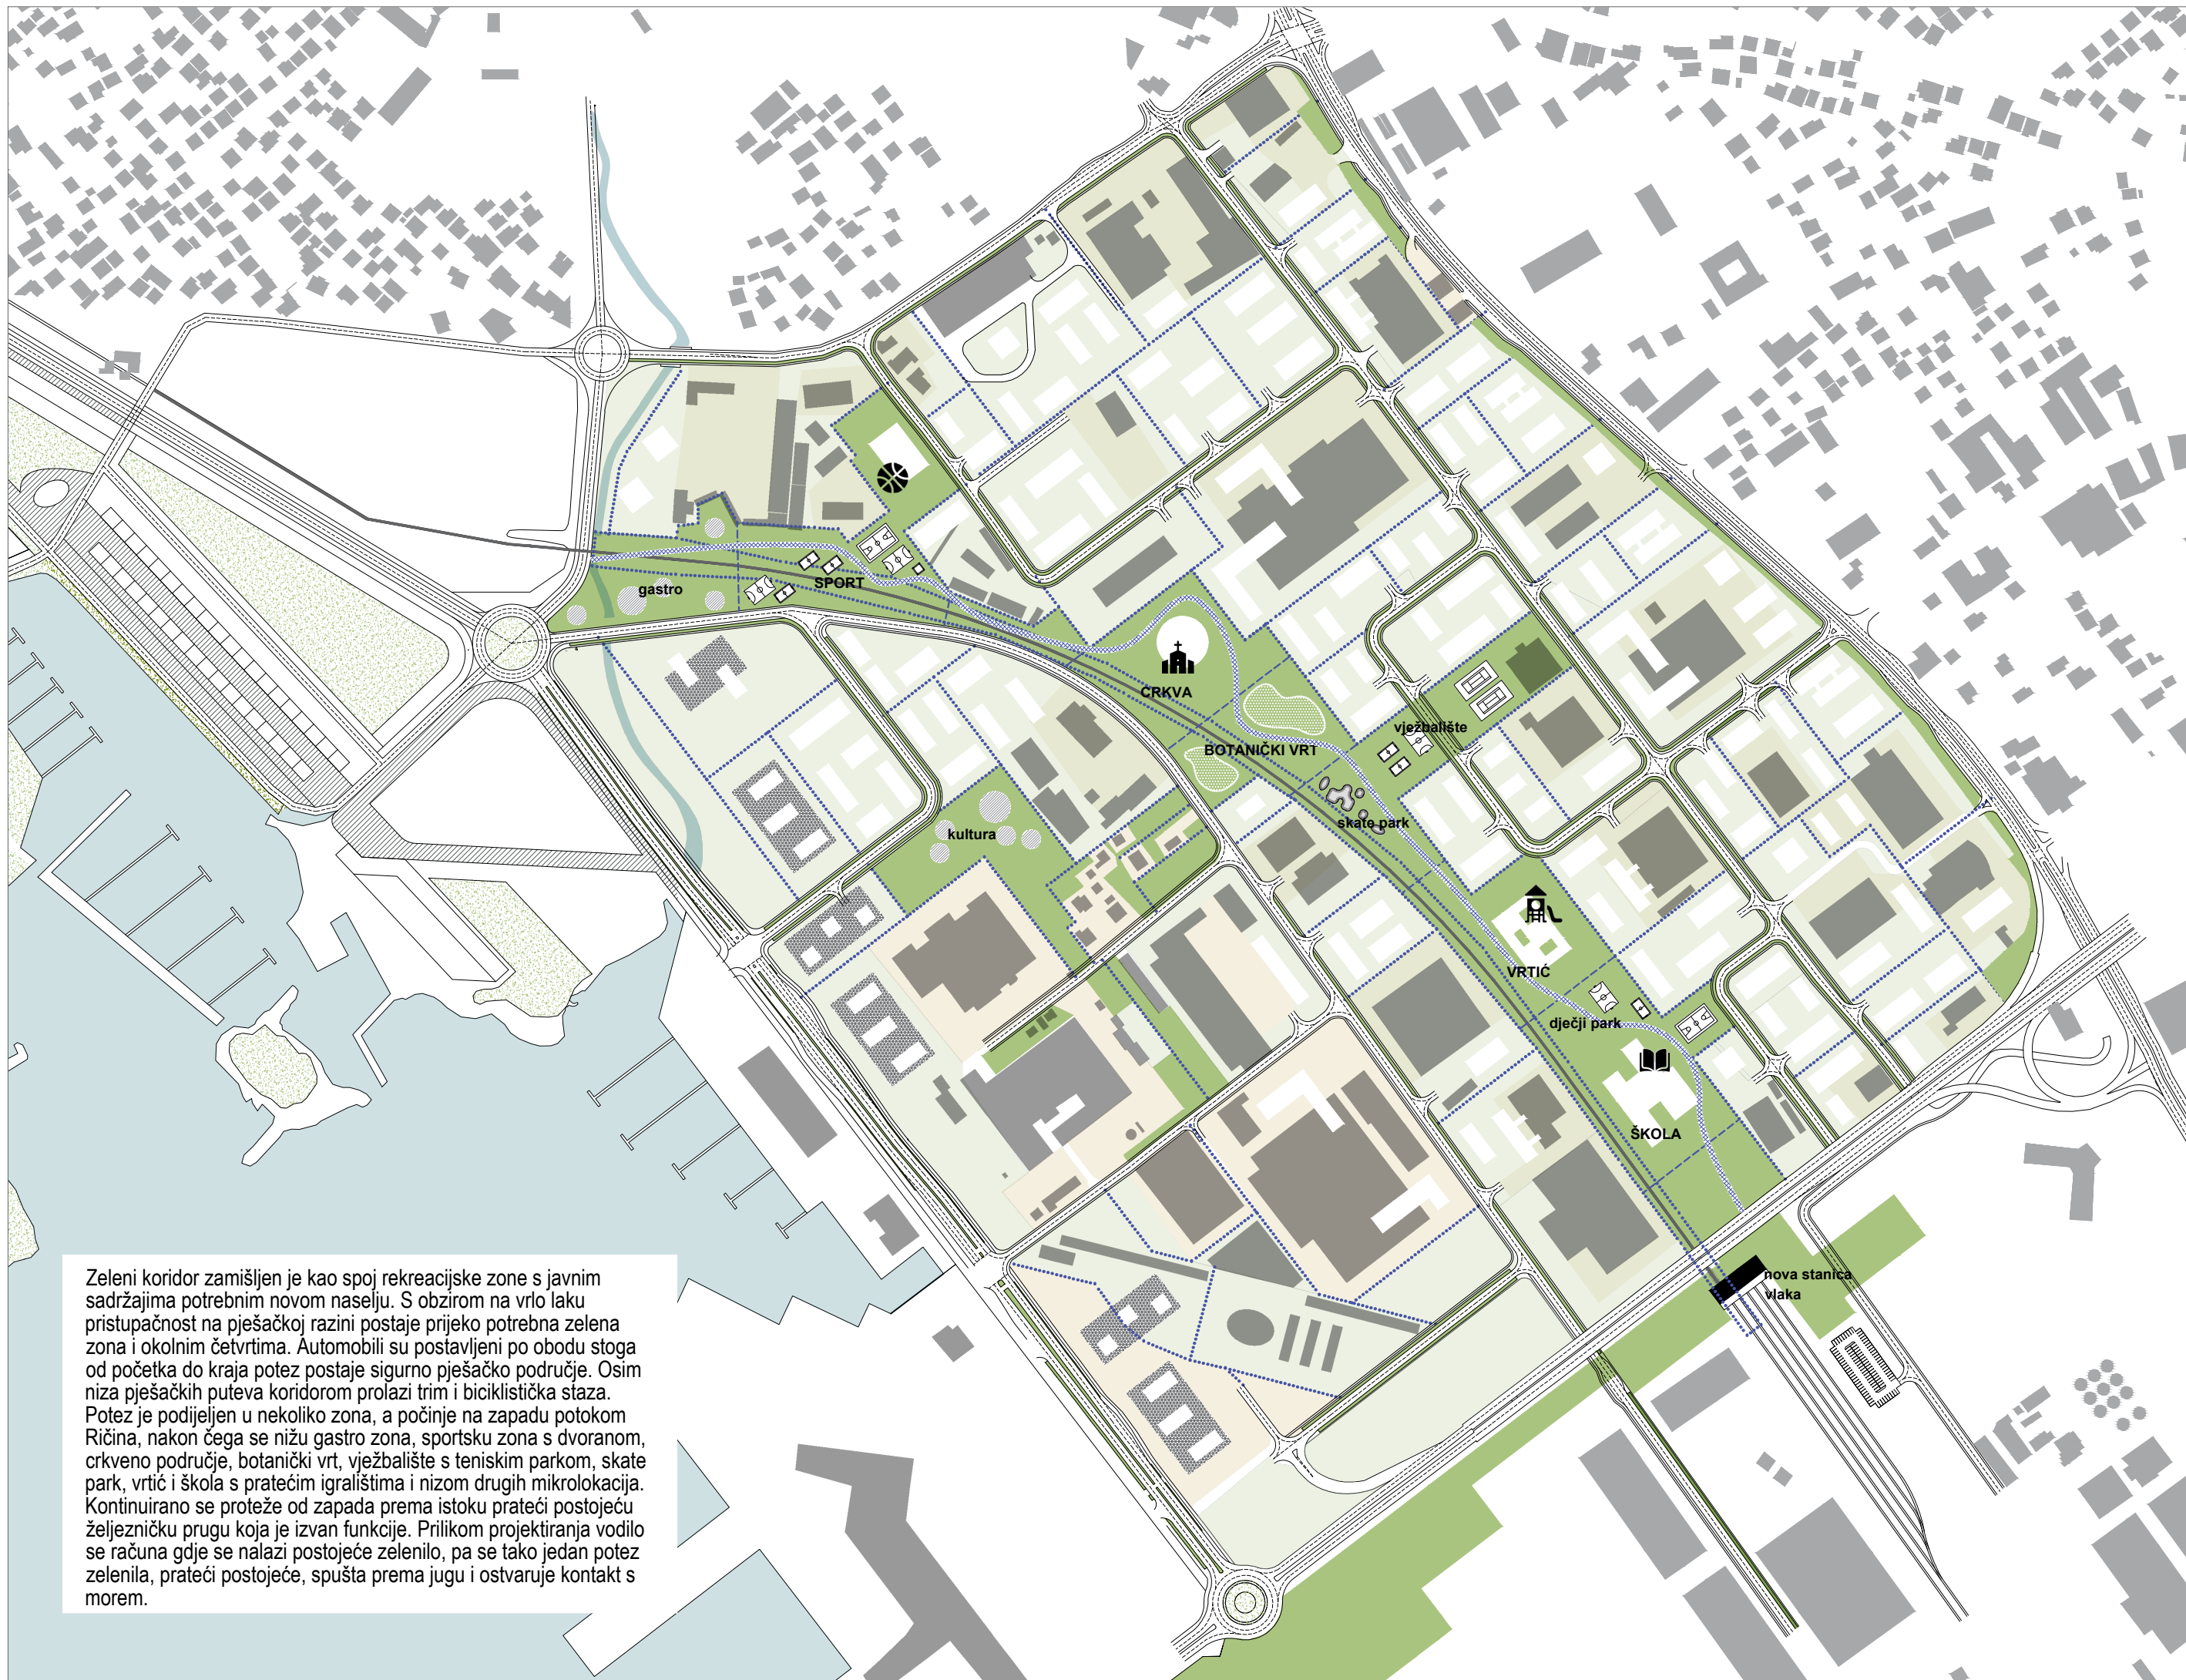 gastro
SPORT
CRKVA
BOTANIČKI VRT
vježbalište
kultura
skate park
VRTIĆ
dječji park
ŠKOLA
nova stanica
vlaka
Zeleni koridor zamišljen je kao spoj rekreacijske zone s javnim
sadržajima potrebnim novom naselju. S obzirom na vrlo laku
pristupačnost na pješačkoj razini postaje prijeko potrebna zelena
zona i okolnim četvrtima. Automobili su postavljeni po obodu stoga
od početka do kraja potez postaje sigurno pješačko područje. Osim
niza pješačkih puteva koridorom prolazi trim i biciklistička staza.
Potez je podijeljen u nekoliko zona, a počinje na zapadu potokom
Ričina, nakon čega se nižu gastro zona, sportsku zona s dvoranom,
crkveno područje, botanički vrt, vježbalište s teniskim parkom, skate
park, vrtić i škola s pratećim igralištima i nizom drugih mikrolokacija.
Kontinuirano se proteže od zapada prema istoku prateći postojeću
željezničku prugu koja je izvan funkcije. Prilikom projektiranja vodilo
se računa gdje se nalazi postojeće zelenilo, pa se tako jedan potez
zelenila, prateći postojeće, spušta prema jugu i ostvaruje kontakt s
morem.